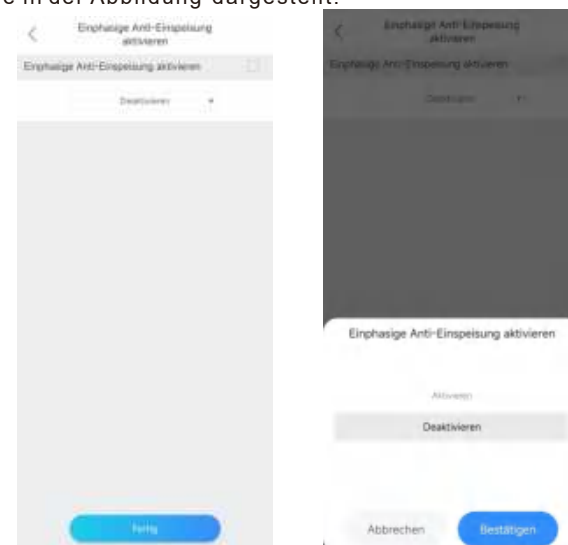 e in der Abbildung dargestellt.
Einphasige Anti-Einspeisung
aktivieren
Einphasige Anti-Einspeisung aktivieren
Deaktivieren
Fertig
Einphasige Anti-Einspeisung
aktivieren
Einphasige Anti-Einspeisung aktivieren
Deaktivieren
Einphasige Anti-Einspeisung aktivieren
Aktivieren
Deaktivieren
Abbrechen
Bestätigen